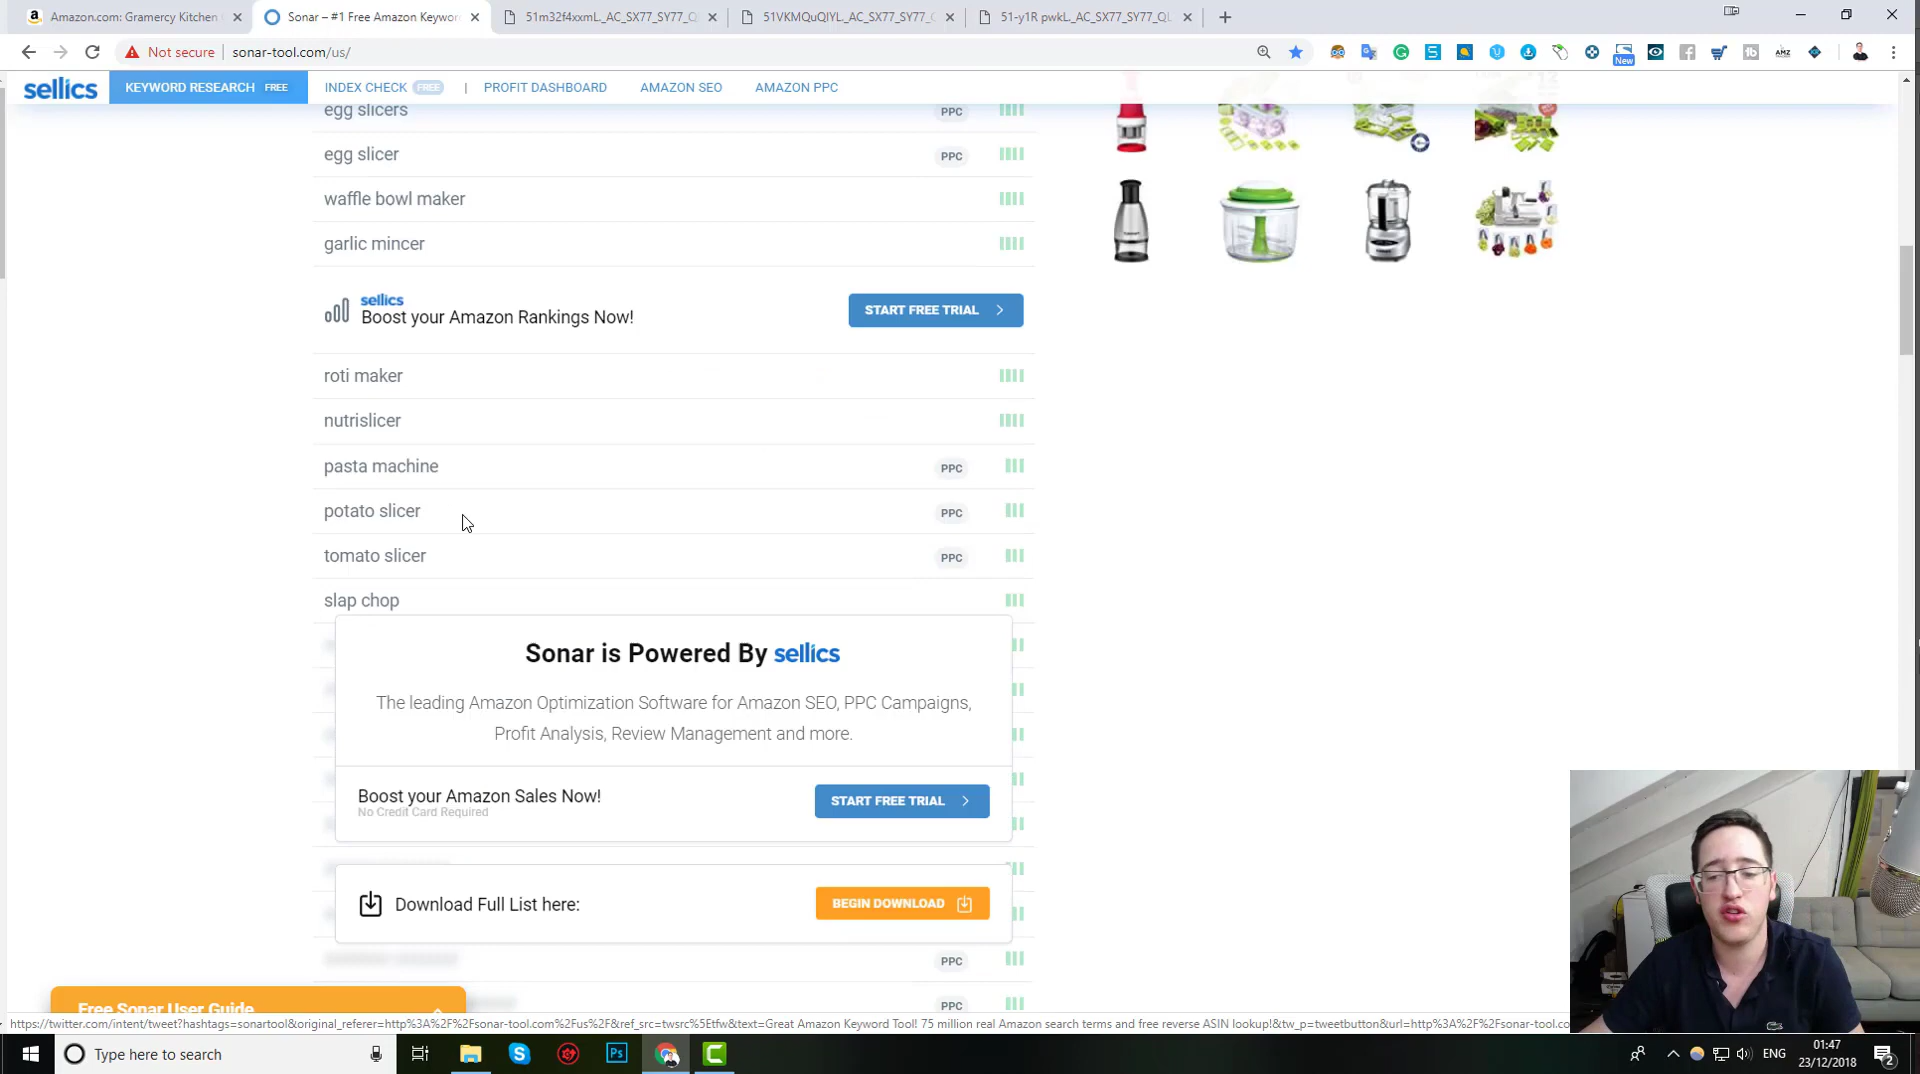 Amazon.com: Gramercy Kitchen
Sonar – #1 Free Amazon Keywor
51m32f4xxmL._AC_SX77_SY77_Q
51VKMQuQIYL._AC_SX77_SY77_Q
51-y1R pwkL._AC_SX77_SY77_QL
Not secure
sonar-tool.com/us/
New
AMZ
sellics
KEYWORD RESEARCH FREE
INDEX CHECK FREE
PROFIT DASHBOARD
AMAZON SEO
AMAZON PPC
egg slicers PPC
egg slicer PPC
waffle bowl maker
garlic mincer
sellics
Boost your Amazon Rankings Now!
START FREE TRIAL
roti maker
nutrislicer
pasta machine PPC
potato slicer PPC
tomato slicer PPC
slap chop
Sonar is Powered By sellics
The leading Amazon Optimization Software for Amazon SEO, PPC Campaigns,
Profit Analysis, Review Management and more.
Boost your Amazon Sales Now!
No Credit Card Required
START FREE TRIAL
Download Full List here:
BEGIN DOWNLOAD
PPC
PPC
Free Sonar User Guide
https://twitter.com/intent/tweet?hashtags=sonartool&original_referer=http%3A%2F%2Fsonar-tool.com%2Fus%2F&ref_src=twsrc%5Etfw&text=Great Amazon Keyword Tool! 75 million real Amazon search terms and free reverse ASIN lookup!&tw_p=tweetbutton&url=http%3A%2F%2Fsonar-tool.co
Type here to search
Ps
ENG
01:47
23/12/2018
2